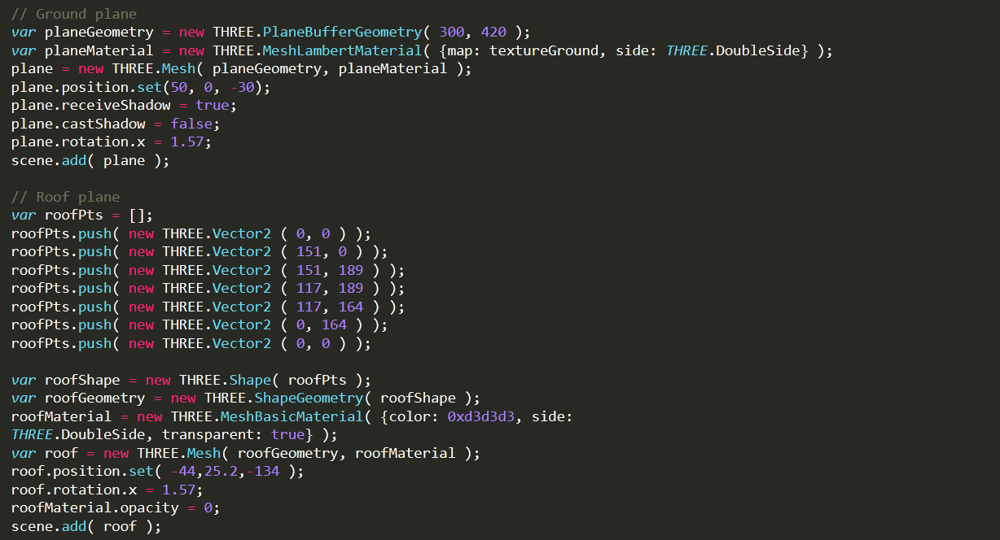 // Ground plane
var planeGeometry = new THREE.PlaneBufferGeometry( 300, 420 );
var planeMaterial = new THREE.MeshLambertMaterial( {map: textureGround, side: THREE.DoubleSide} );
plane = new THREE.Mesh( planeGeometry, planeMaterial );
plane.position.set(50, 0, -30);
plane.receiveShadow = true;
plane.castShadow = false;
plane.rotation.x = 1.57;
scene.add( plane );

// Roof plane
var roofPts = [];
roofPts.push( new THREE.Vector2 ( 0, 0 ) );
roofPts.push( new THREE.Vector2 ( 151, 0 ) );
roofPts.push( new THREE.Vector2 ( 151, 189 ) );
roofPts.push( new THREE.Vector2 ( 117, 189 ) );
roofPts.push( new THREE.Vector2 ( 117, 164 ) );
roofPts.push( new THREE.Vector2 ( 0, 164 ) );
roofPts.push( new THREE.Vector2 ( 0, 0 ) );

var roofShape = new THREE.Shape( roofPts );
var roofGeometry = new THREE.ShapeGeometry( roofShape );
roofMaterial = new THREE.MeshBasicMaterial( {color: 0xd3d3d3, side:
THREE.DoubleSide, transparent: true} );
var roof = new THREE.Mesh( roofGeometry, roofMaterial );
roof.position.set( -44,25.2,-134 );
roof.rotation.x = 1.57;
roofMaterial.opacity = 0;
scene.add( roof );